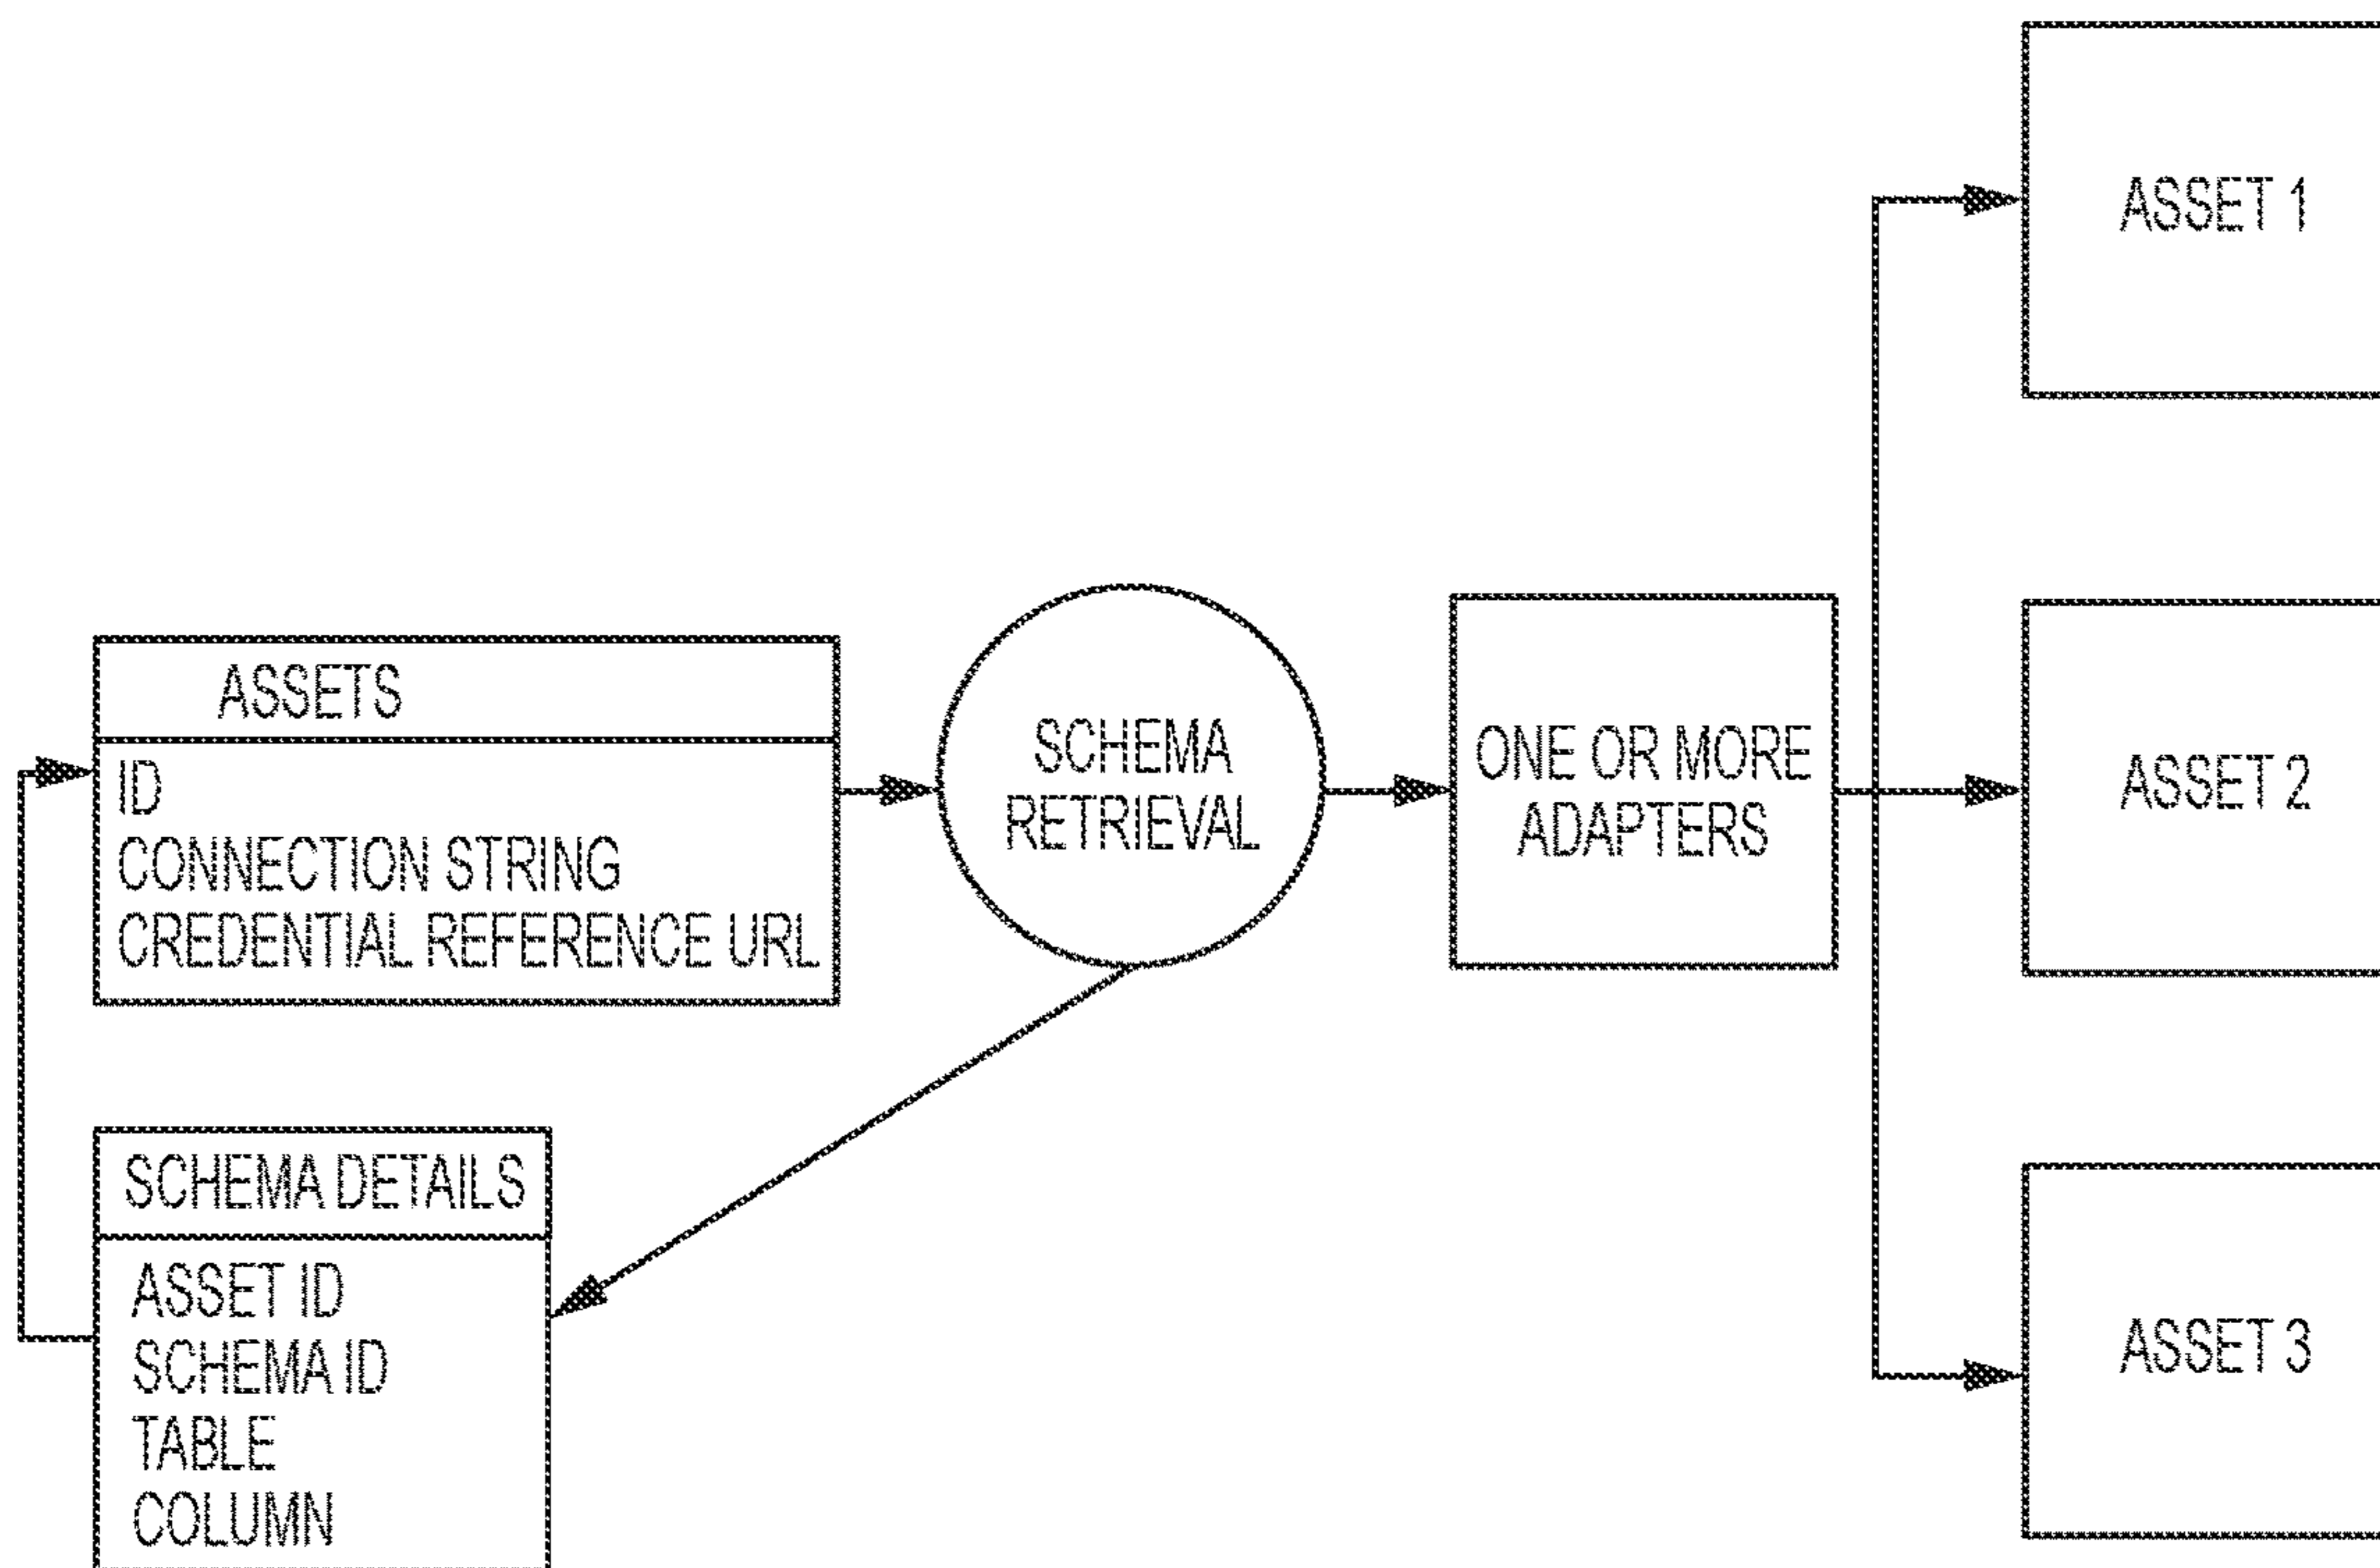 ASSETS
ID
CONNECTION STRING
CREDENTIAL REFERENCE URL
SCHEMA DETAILS
ASSET ID
SCHEMA ID
TABLE
COLUMN
SCHEMA
RETRIEVAL
ONE OR MORE
ADAPTERS
ASSET 1
ASSET 2
ASSET 3